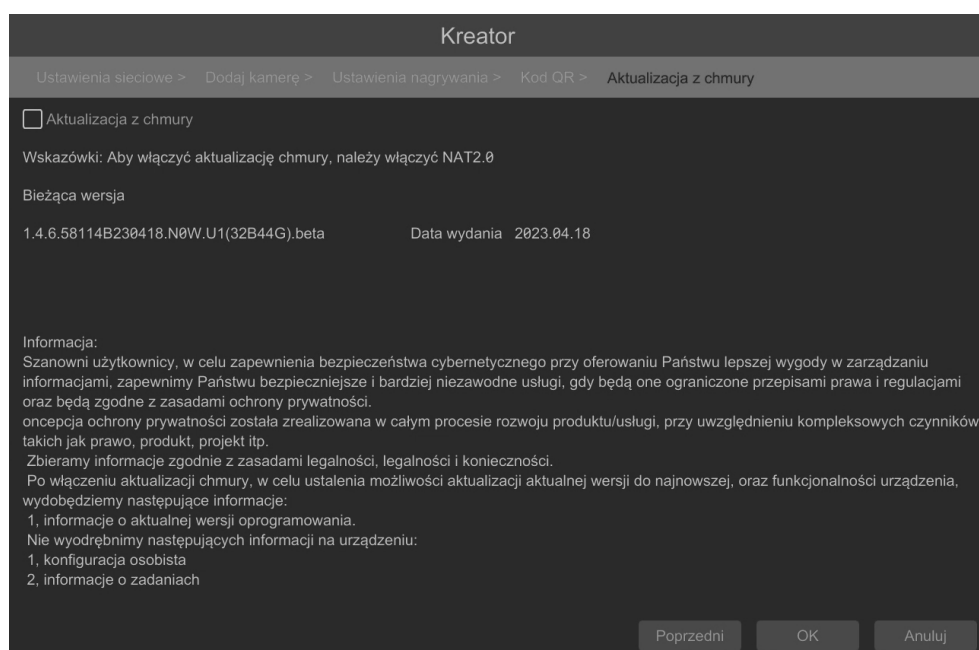 Kreator
Ustawienia sieciowe > Dodaj kamerę > Ustawienia nagrywania > Kod QR > Aktualizacja z chmury
Aktualizacja z chmury
Wskazówki: Aby włączyć aktualizację chmury, należy włączyć NAT2.0
Bieżąca wersja
1.4.6.58114B230418.N0W.U1(32B44G).beta Data wydania 2023.04.18
Informacja:
Szanowni użytkownicy, w celu zapewnienia bezpieczeństwa cybernetycznego przy oferowaniu Państwu lepszej wygody w zarządzaniu
informacjami, zapewnimy Państwu bezpieczniejsze i bardziej niezawodne usługi, gdy będą one ograniczone przepisami prawa i regulacjami
oraz będą zgodne z zasadami ochrony prywatności.
oncepcja ochrony prywatności została zrealizowana w całym procesie rozwoju produktu/usługi, przy uwzględnieniu kompleksowych czynników
takich jak prawo, produkt, projekt itp.
Zbieramy informacje zgodnie z zasadami legalności, legalności i konieczności.
Po włączeniu aktualizacji chmury, w celu ustalenia możliwości aktualizacji aktualnej wersji do najnowszej, oraz funkcjonalności urządzenia,
wydobędziemy następujące informacje:
1, informacje o aktualnej wersji oprogramowania.
Nie wyodrębnimy następujących informacji na urządzeniu:
1, konfiguracja osobista
2, informacje o zadaniach
Poprzedni OK Anuluj